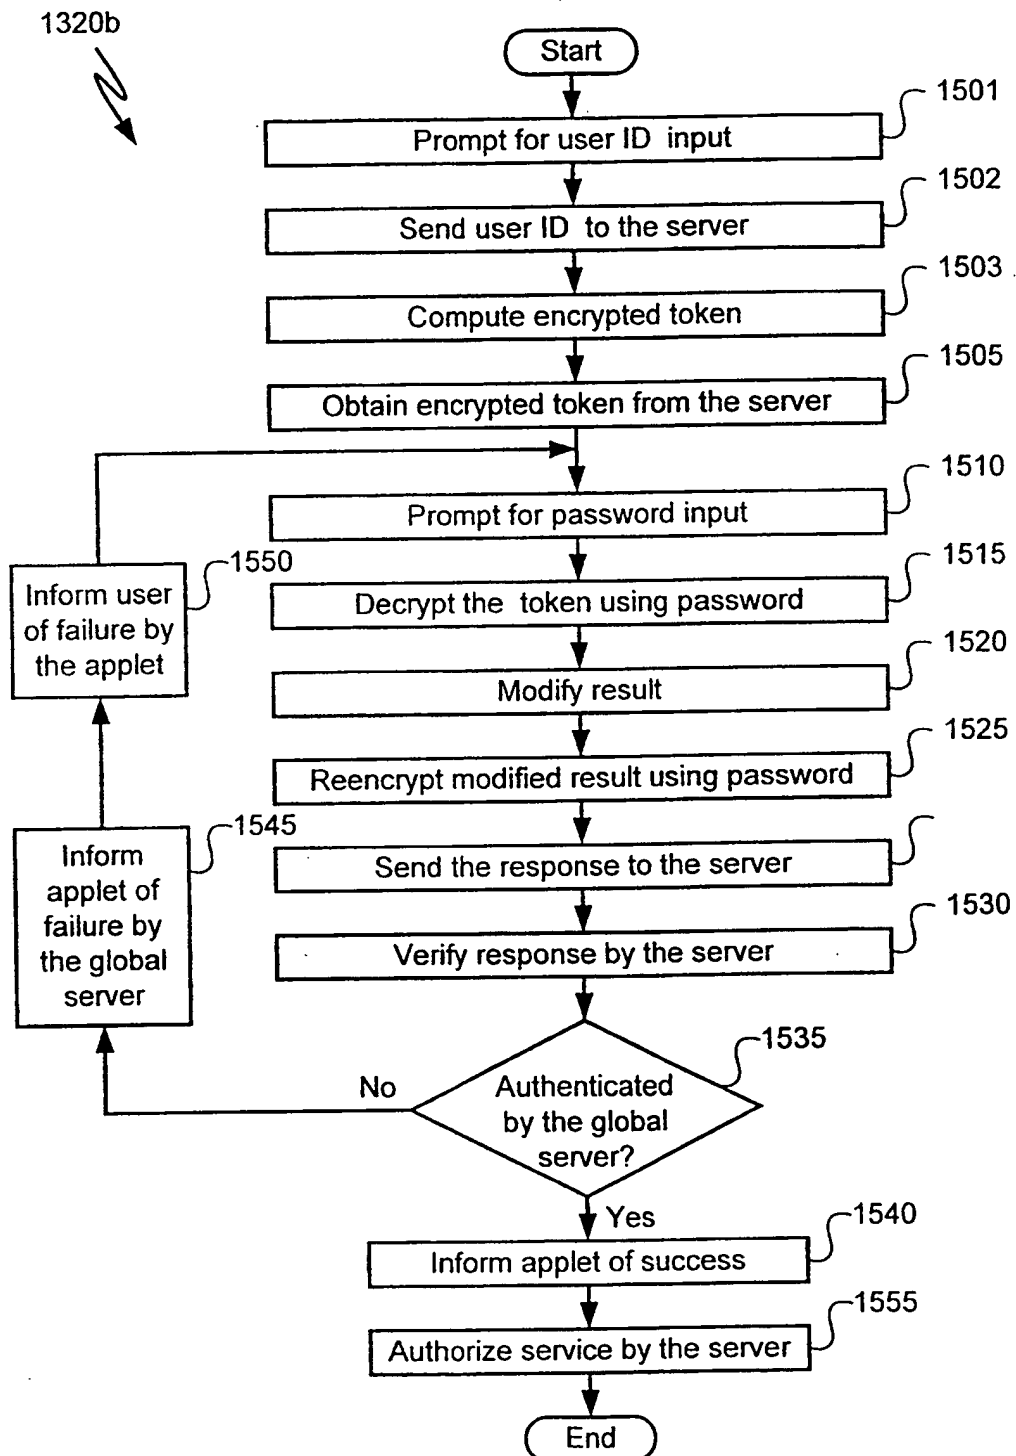 1320b
Start
1501
Prompt for user ID input
1502
Send user ID to the server
1503
Compute encrypted token
1505
Obtain encrypted token from the server
1510
Prompt for password input
1515
Decrypt the token using password
1520
Modify result
1525
Reencrypt modified result using password
Send the response to the server
1530
Verify response by the server
1535
Authenticated
by the global
server?
No
1545
Inform
applet of
failure by
the global
server
1550
Inform user
of failure by
the applet
Yes
1540
Inform applet of success
1555
Authorize service by the server
End